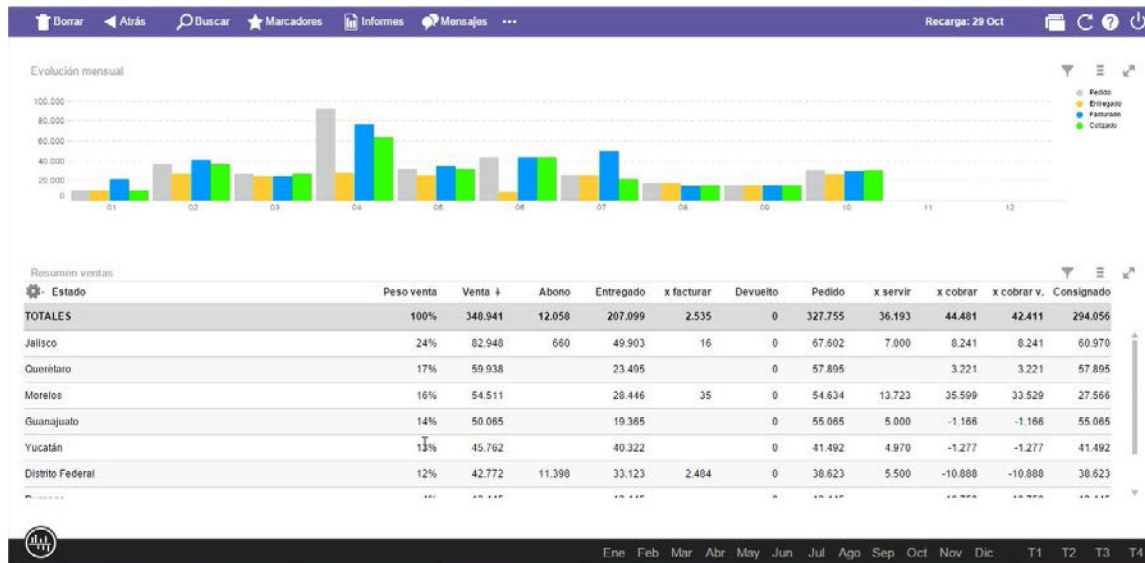 Borrar Atrás Buscar Marcadores Informes Mensajes ••• Recarga: 29 Oct
Evolución mensual
100.000
80.000
60.000
40.000
20.000
0
01 02 03 04 05 06 07 08 09 10 11 12
Pedido
Entregado
Facturado
Cotizado
Resumen ventas
Estado Peso venta Venta ↓ Abono Entregado x facturar Devuelto Pedido x servir x cobrar x cobrar v. Consignado
TOTALES 100% 348.941 12.058 207.099 2.535 0 327.755 36.193 44.481 42.411 294.056
Jalisco 24% 82.948 660 49.903 16 0 67.602 7.000 8.241 8.241 60.970
Querétaro 17% 59.938 23.495 0 57.895 3.221 3.221 57.895
Morelos 16% 54.511 28.446 35 0 54.634 13.723 35.599 33.529 27.566
Guanajuato 14% 50.065 19.365 0 55.065 5.000 -1.166 -1.166 55.065
Yucatán 13% 45.762 40.322 0 41.492 4.970 -1.277 -1.277 41.492
Distrito Federal 12% 42.772 11.398 33.123 2.484 0 38.623 5.500 -10.888 -10.888 38.623
Ene Feb Mar Abr May Jun Jul Ago Sep Oct Nov Dic T1 T2 T3 T4